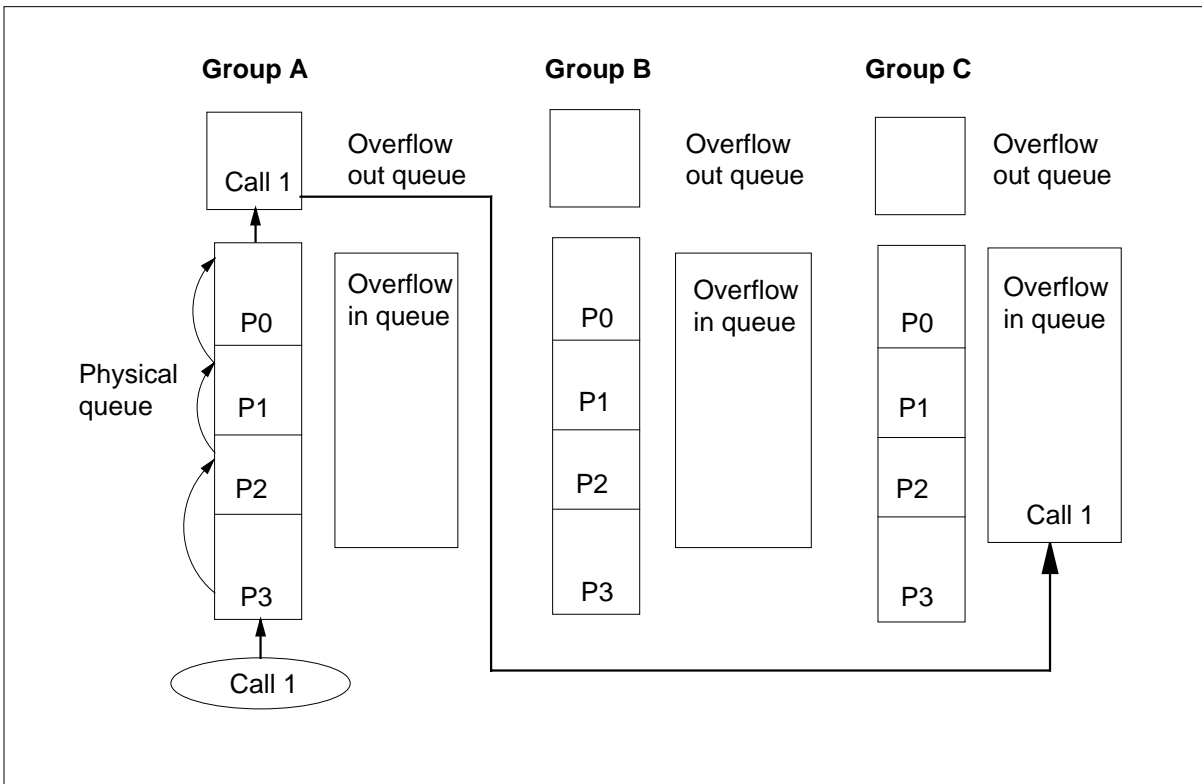 Group A
Group B
Group C
Call 1
Overflow
out queue
Overflow
out queue
Overflow
out queue
Physical
queue
P0
P1
P2
P3
Overflow
in queue
P0
P1
P2
P3
Overflow
in queue
P0
P1
P2
P3
Overflow
in queue
Call 1
Call 1